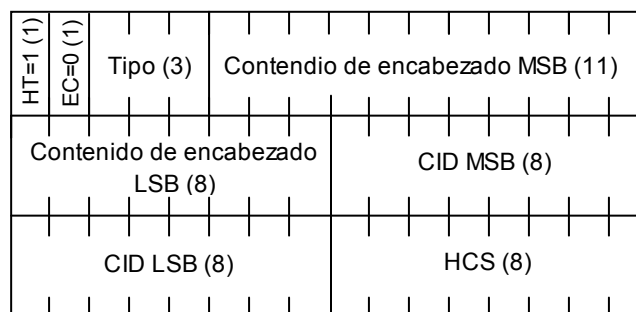 HT=1 (1)
EC=0 (1)
Tipo (3)
Contendio de encabezado MSB (11)
Contenido de encabezado
LSB (8)
CID MSB (8)
CID LSB (8)
HCS (8)